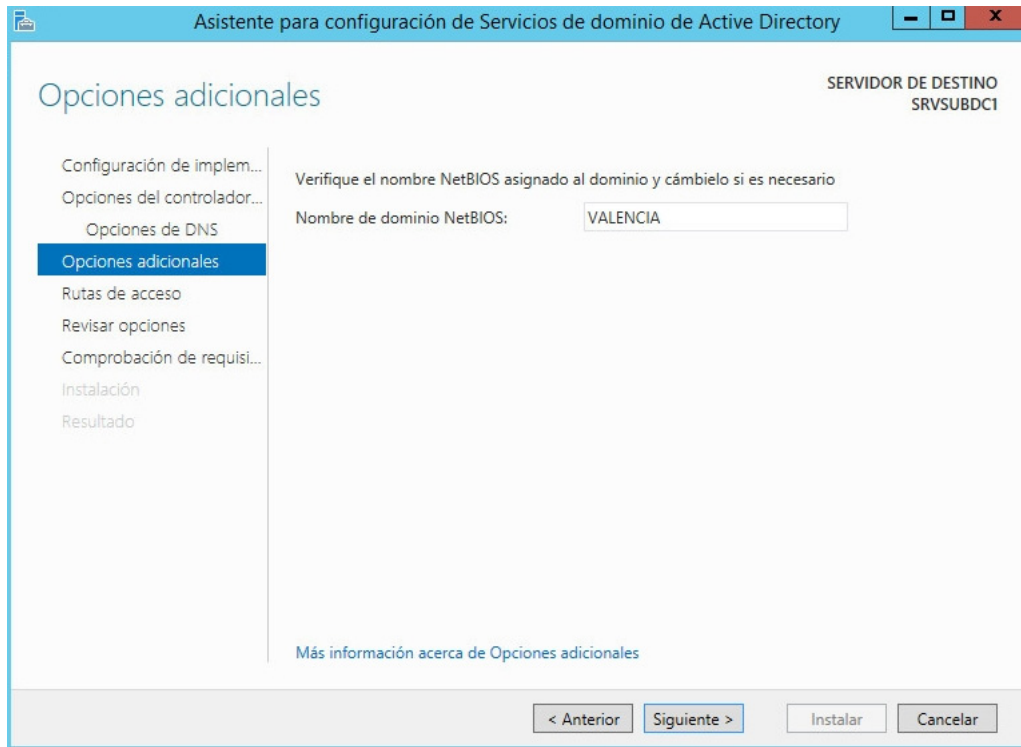 Asistente para configuración de Servicios de dominio de Active Directory
Opciones adicionales
SERVIDOR DE DESTINO
SRVSUBDC1
Configuración de implem...
Opciones del controlador...
Opciones de DNS
Opciones adicionales
Rutas de acceso
Revisar opciones
Comprobación de requisi...
Instalación
Resultado
Verifique el nombre NetBIOS asignado al dominio y cámbielo si es necesario
Nombre de dominio NetBIOS: VALENCIA
Más información acerca de Opciones adicionales
< Anterior Siguiente > Instalar Cancelar